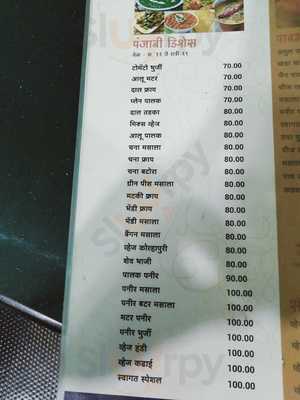 पंजाबी डिशेस
टोमॅटो भुर्जी 70.00
आलू मटर 70.00
दाल फ्राय 70.00
प्लेन पालक 70.00
दाल तडका 80.00
मिक्स व्हेज 80.00
आलू पालक 80.00
चना मसाला 80.00
चना फ्राय 80.00
चना बटोरा 80.00
ग्रीन पीस मसाला 80.00
मटकी फ्राय 80.00
भेंडी फ्राय 80.00
भेंडी मसाला 80.00
बैंगन मसाला 80.00
व्हेज कोल्हापुरी 80.00
शेव भाजी 80.00
पालक पनीर 90.00
पनीर मसाला 100.00
पनीर बटर मसाला 100.00
मटर पनीर 100.00
पनीर भुर्जी 100.00
व्हेज हंडी 100.00
व्हेज कढाई 100.00
स्वागत स्पेशल 100.00